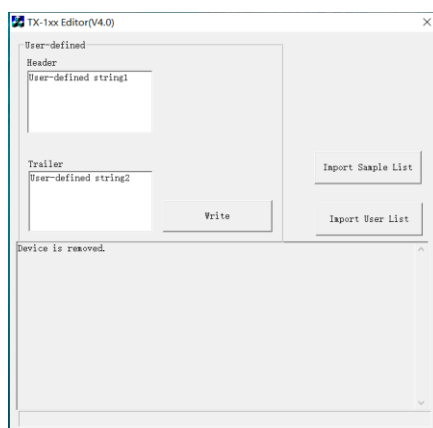 TX-1xx Editor(V4.0)
User-defined
Header
User-defined string1
Trailer
User-defined string2
Write
Import Sample List
Import User List
Device is removed.